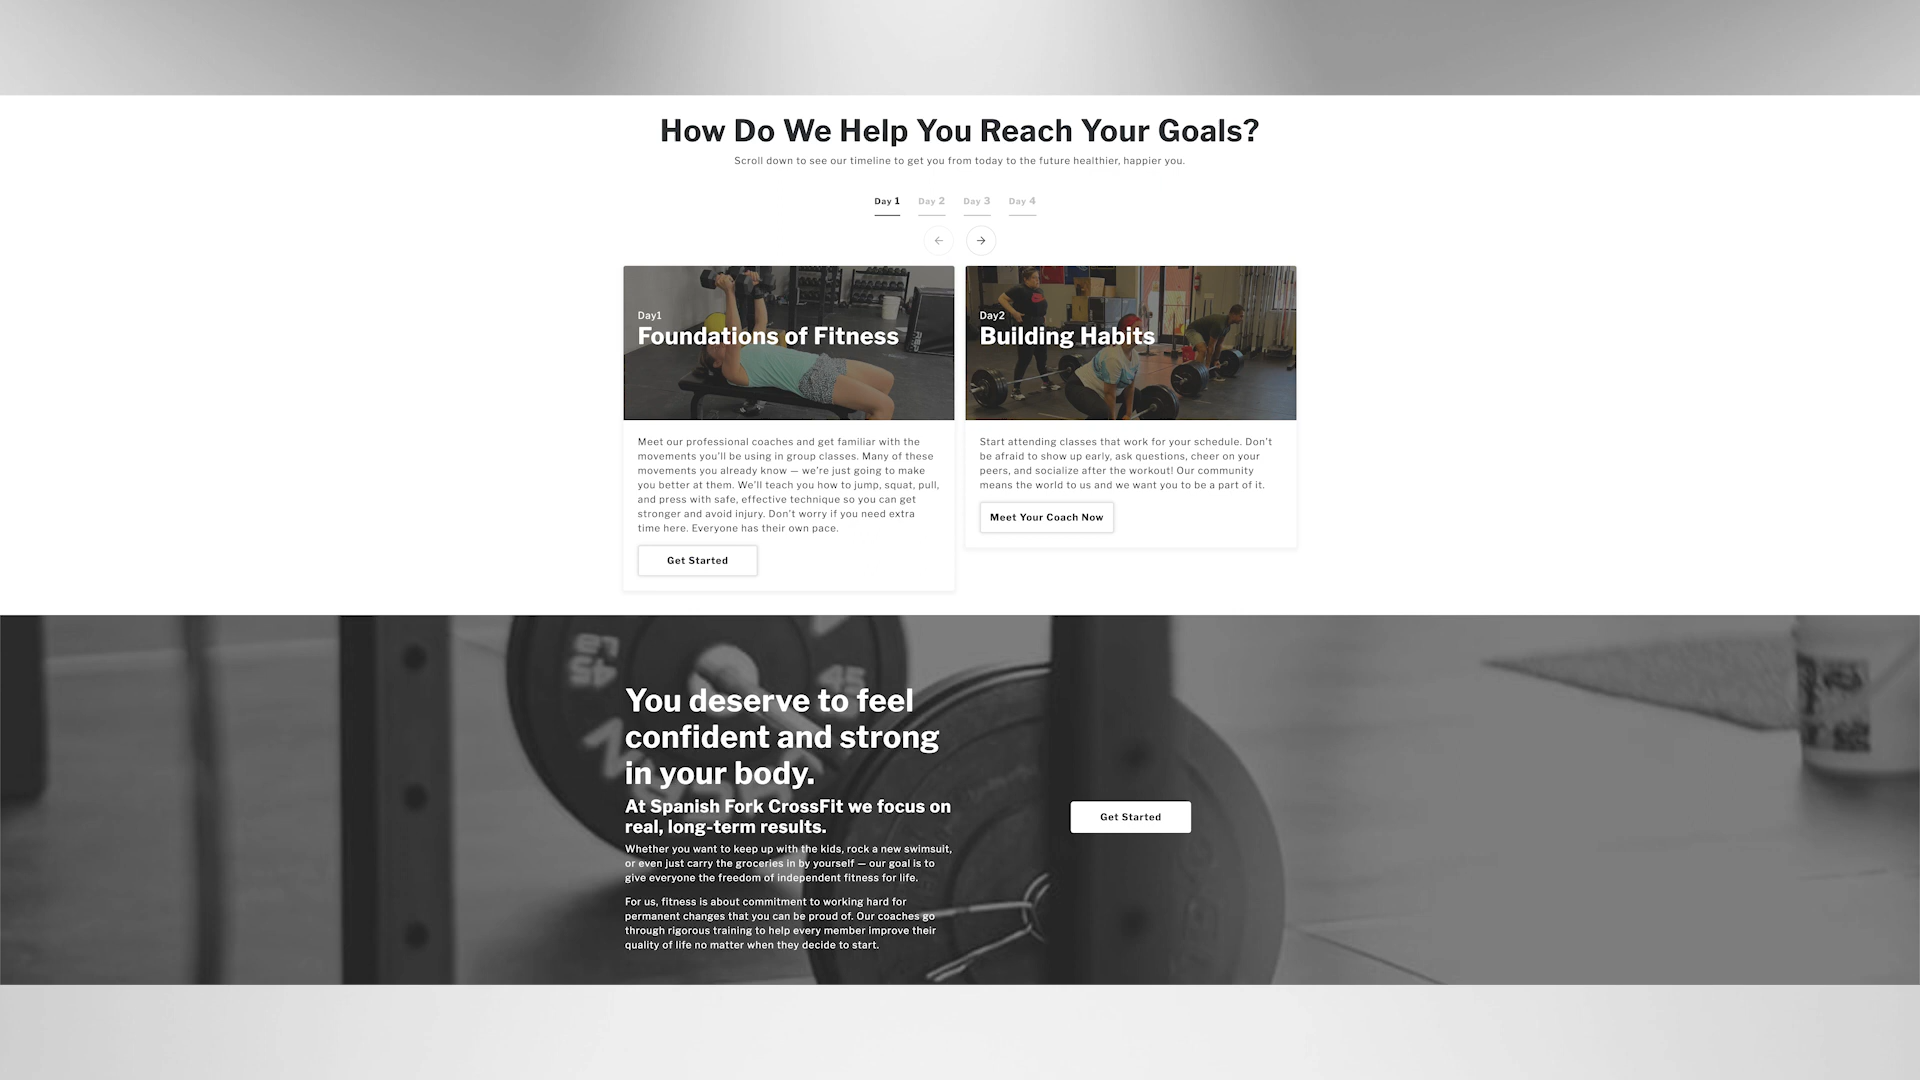 How Do We Help You Reach Your Goals?
Scroll down to see our timeline to get you from today to the future healthier, happier you.
Day 1 Day 2 Day 3 Day 4
Day1
Foundations of Fitness
Meet our professional coaches and get familiar with the
movements you'll be using in group classes. Many of these
movements you already know — we're just going to make
you better at them. We'll teach you how to jump, squat, pull,
and press with safe, effective technique so you can get
stronger and avoid injury. Don't worry if you need extra
time here. Everyone has their own pace.
Get Started
Day2
Building Habits
Start attending classes that work for your schedule. Don't
be afraid to show up early, ask questions, cheer on your
peers, and socialize after the workout! Our community
means the world to us and we want you to be a part of it.
Meet Your Coach Now
45
You deserve to feel
confident and strong
in your body.
At Spanish Fork CrossFit we focus on
real, long-term results.
Whether you want to keep up with the kids, rock a new swimsuit,
or even just carry the groceries in by yourself — our goal is to
give everyone the freedom of independent fitness for life.
For us, fitness is about commitment to working hard for
permanent changes that you can be proud of. Our coaches go
through rigorous training to help every member improve their
quality of life no matter when they decide to start.
Get Started